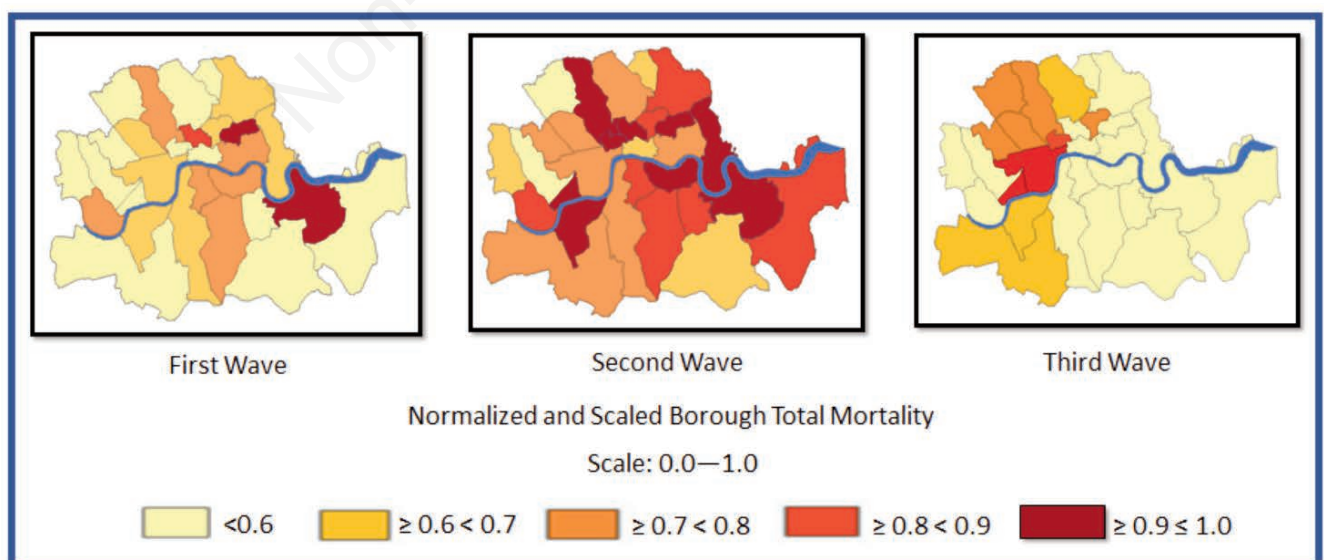 Non-
First Wave
Second Wave
Third Wave
Normalized and Scaled Borough Total Mortality
Scale: 0.0—1.0
<0.6
≥ 0.6 < 0.7
≥ 0.7 < 0.8
≥ 0.8 < 0.9
≥ 0.9 ≤ 1.0